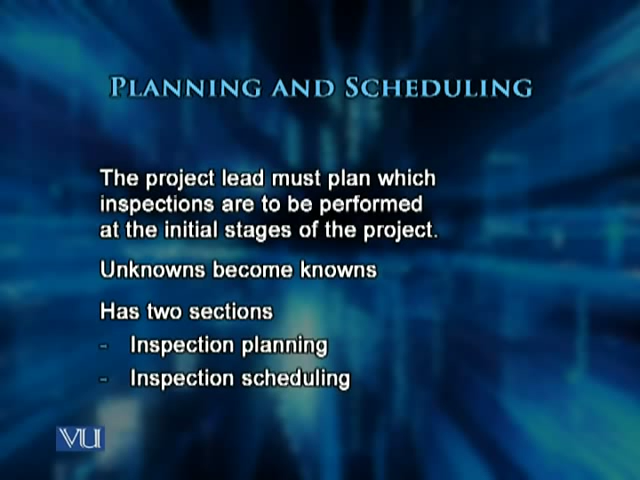 PLANNING AND SCHEDULING
The project lead must plan which
inspections are to be performed
at the initial stages of the project.
Unknowns become knowns
Has two sections
- Inspection planning
- Inspection scheduling
VU